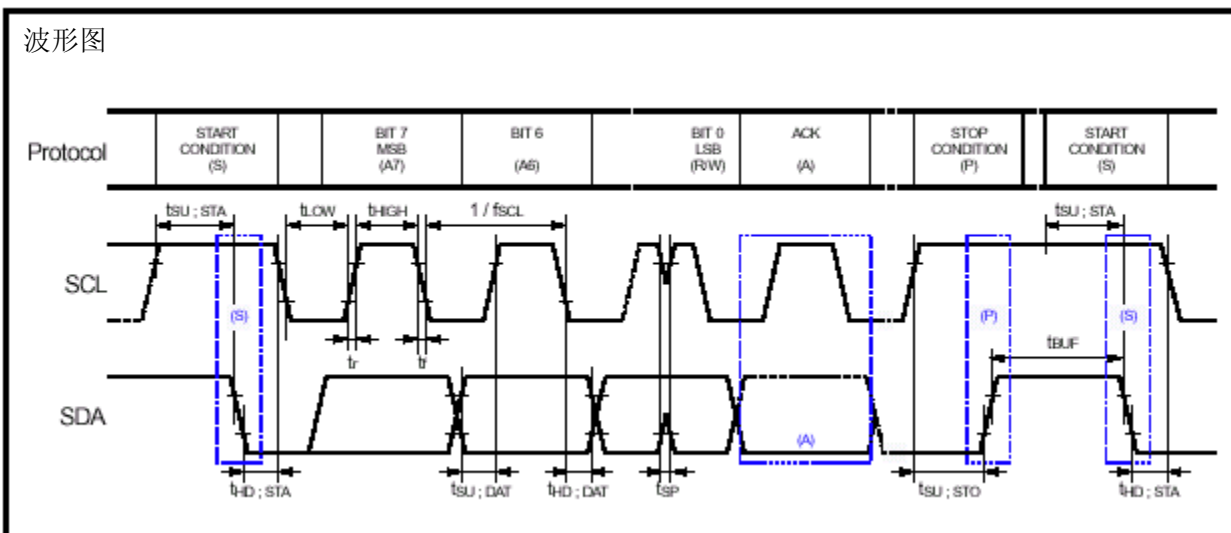 波形图
Protocol
START CONDITION (S)
BIT 7 MSB (A7)
BIT 6 (A6)
BIT 0 LSB (R/W)
ACK (A)
STOP CONDITION (P)
START CONDITION (S)
tSU ; STA
tLOW
tHIGH
1 / fSCL
tSU ; STA
SCL
(S)
(P)
(S)
tr
tf
tBUF
SDA
(A)
tHD ; STA
tSU ; DAT
tHD ; DAT
tSP
tSU ; STO
tHD ; STA